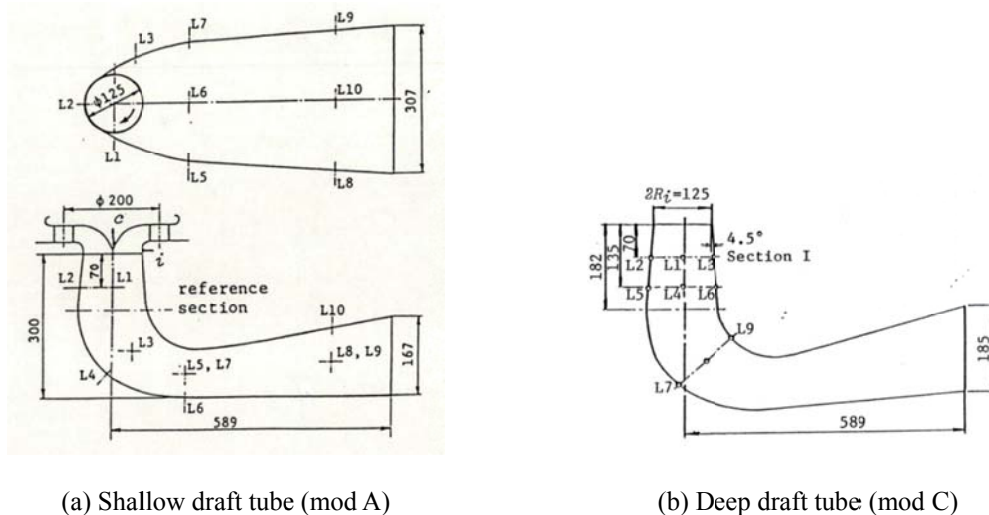 L9
L7
L3
φ125
L2
L6
L10
307
L1
L5
L8
φ200
C
i
70
L2
L1
reference
section
300
L10
L3
L8, L9
L5, L7
167
L4
L6
589
2Ri=125
182
135
70
4.5°
L2
L1
L3
Section I
L5
L4
L6
L9
185
L7
589
(a) Shallow draft tube (mod A)
(b) Deep draft tube (mod C)